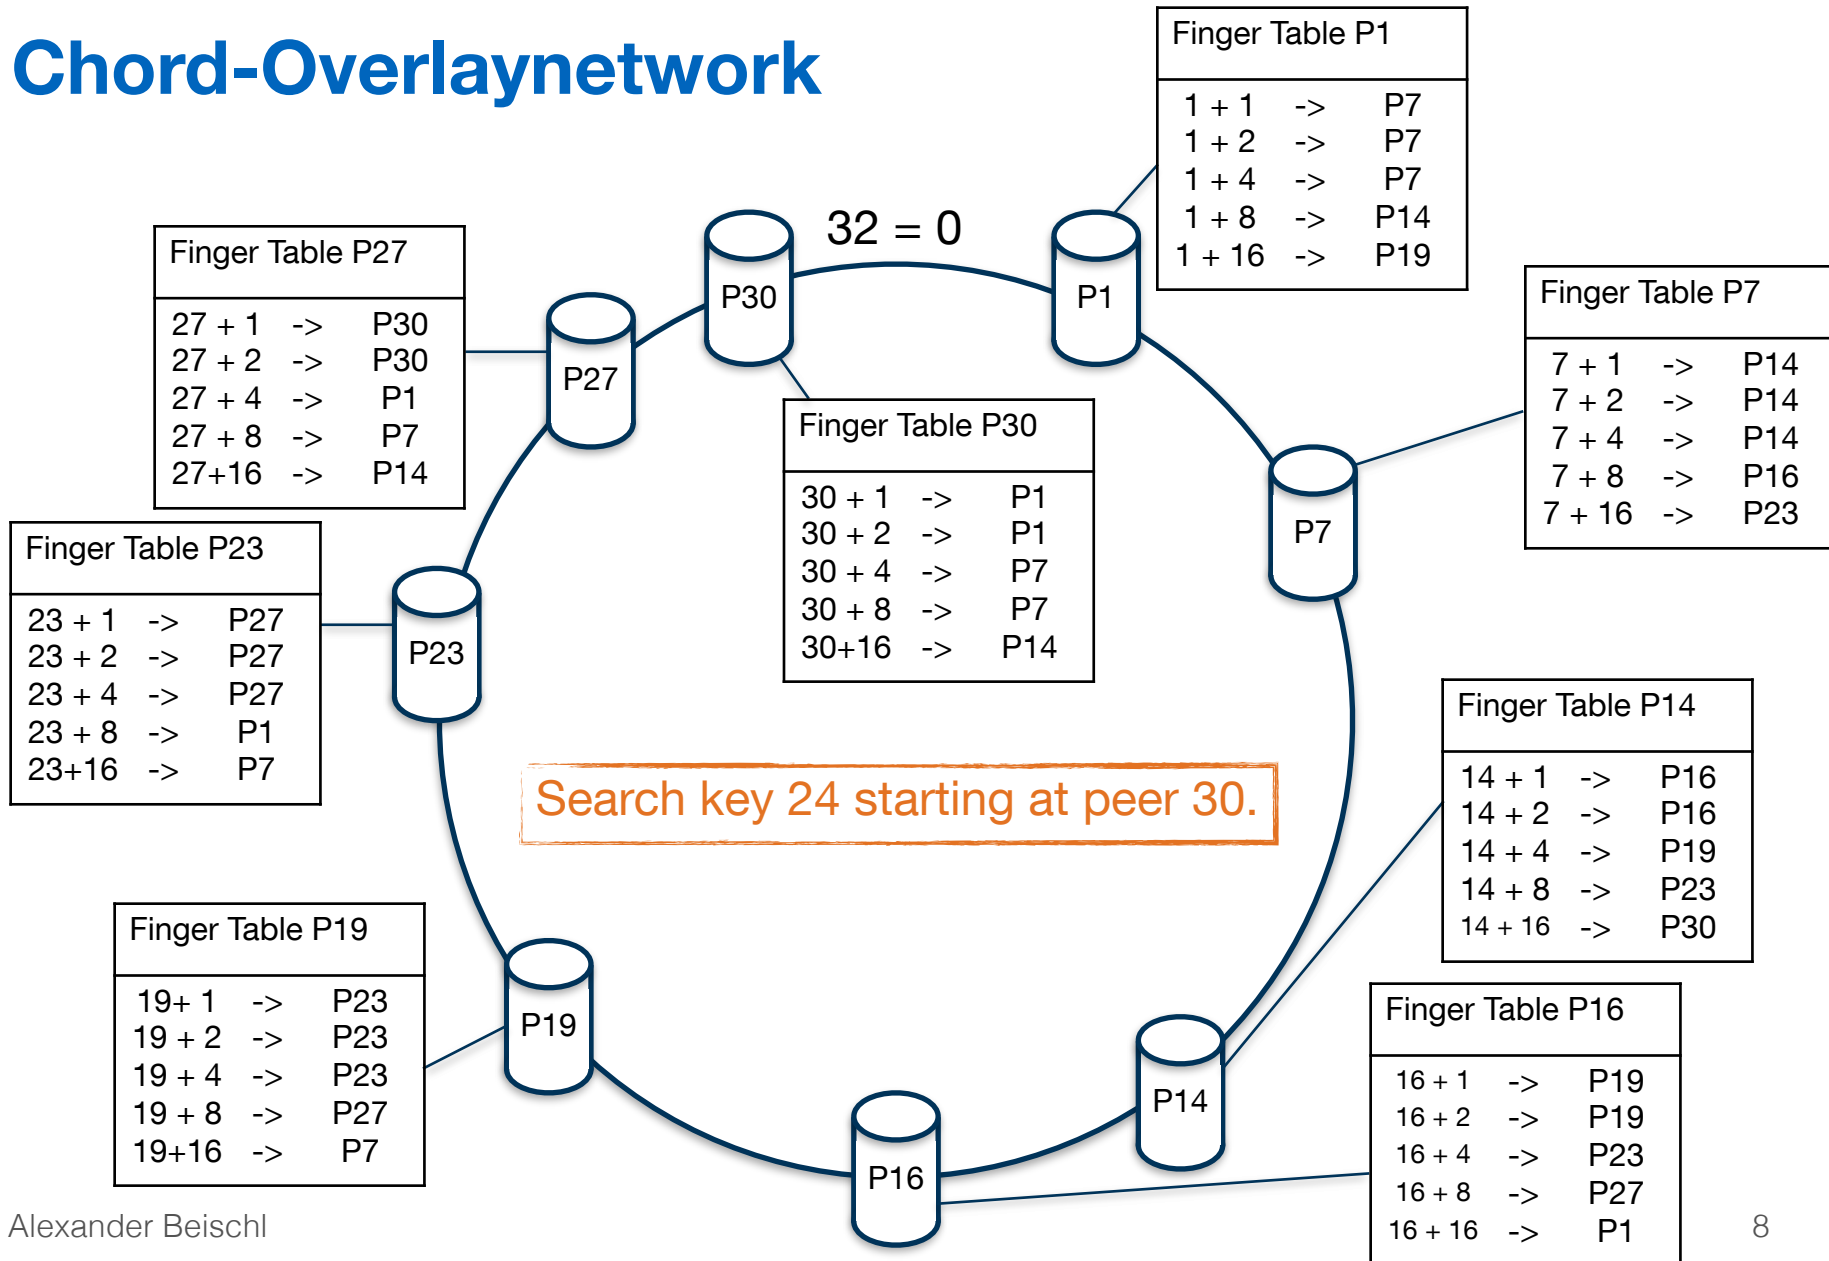 Chord-Overlaynetwork
Finger Table P1
1 + 1 -> P7
1 + 2 -> P7
1 + 4 -> P7
1 + 8 -> P14
1 + 16 -> P19
32 = 0
P30
P1
Finger Table P27
27 + 1 -> P30
27 + 2 -> P30
27 + 4 -> P1
27 + 8 -> P7
27+16 -> P14
P27
Finger Table P7
7 + 1 -> P14
7 + 2 -> P14
7 + 4 -> P14
7 + 8 -> P16
7 + 16 -> P23
P7
Finger Table P30
30 + 1 -> P1
30 + 2 -> P1
30 + 4 -> P7
30 + 8 -> P7
30+16 -> P14
Finger Table P23
23 + 1 -> P27
23 + 2 -> P27
23 + 4 -> P27
23 + 8 -> P1
23+16 -> P7
P23
Search key 24 starting at peer 30.
Finger Table P14
14 + 1 -> P16
14 + 2 -> P16
14 + 4 -> P19
14 + 8 -> P23
14 + 16 -> P30
P14
Finger Table P19
19+ 1 -> P23
19 + 2 -> P23
19 + 4 -> P23
19 + 8 -> P27
19+16 -> P7
P19
P16
Finger Table P16
16 + 1 -> P19
16 + 2 -> P19
16 + 4 -> P23
16 + 8 -> P27
16 + 16 -> P1
Alexander Beischl
8